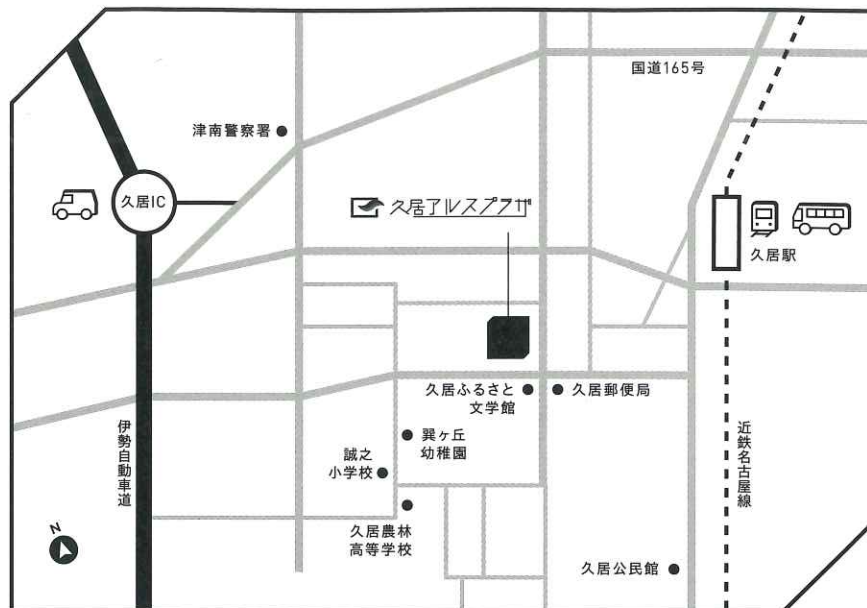 国道165号
津南警察署
久居IC
久居アルスプラザ
久居駅
久居ふるさと
文学館
久居郵便局
巽ヶ丘
幼稚園
誠之
小学校
伊勢自動車道
近鉄名古屋線
久居農林
高等学校
N
久居公民館